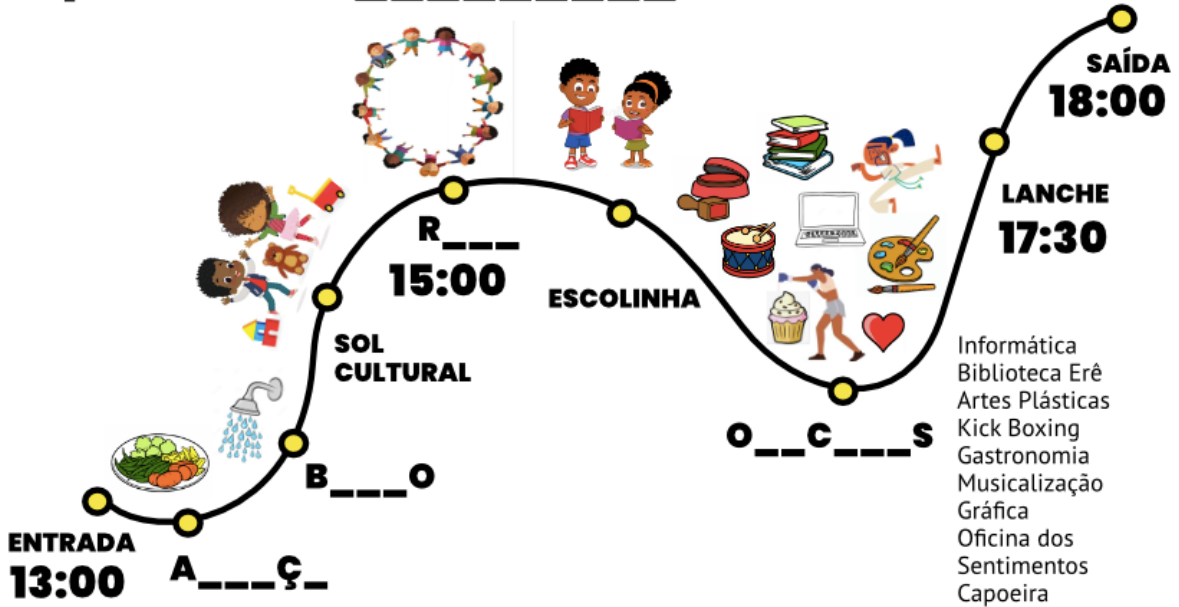 _________
SAÍDA
18:00
LANCHE
17:30
R___
15:00
ESCOLINHA
SOL
CULTURAL
O__C___S
Informática
Biblioteca Erê
Artes Plásticas
Kick Boxing
Gastronomia
Musicalização
Gráfica
Oficina dos
Sentimentos
Capoeira
B___O
ENTRADA
13:00
A___Ç_